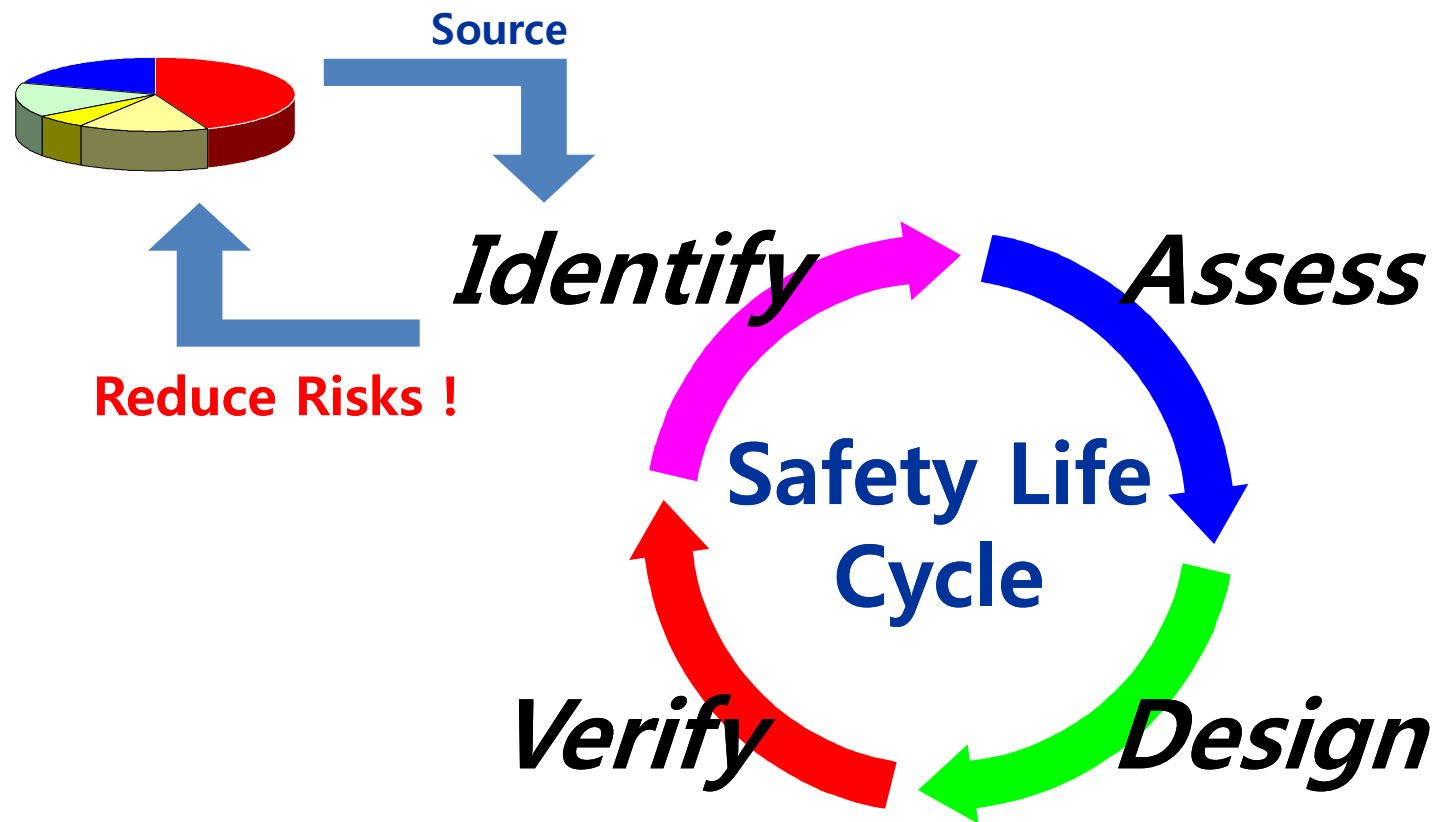 Source
Identify
Assess
Reduce Risks !
Safety Life
Cycle
Verify
Design